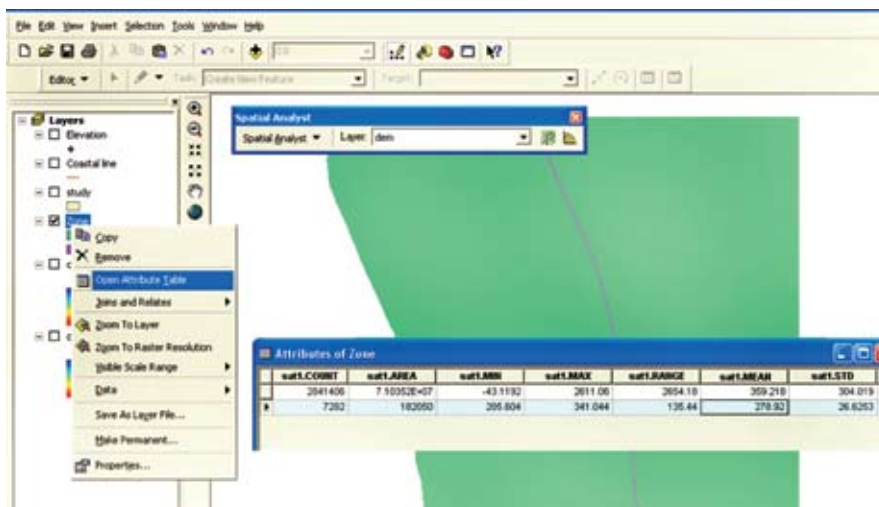 File Edit View Insert Selection Tools Window Help
Editor Task: Create New Feature Target:
Layers
Elevation
Coastal line
study
Zone
Spatial Analyst
Spatial Analyst Layer: dem
Copy
Remove
Open Attribute Table
Joins and Relates
Zoom To Layer
Zoom To Raster Resolution
Visible Scale Range
Data
Save As Layer File...
Make Permanent...
Properties...
Attributes of Zone
sat1.COUNT sat1.AREA sat1.MIN sat1.MAX sat1.RANGE sat1.MEAN sat1.STD
2841406 7.10352E+07 -43.1192 2611.06 2654.18 359.218 304.019
7282 182050 205.604 341.044 135.44 278.92 26.6253